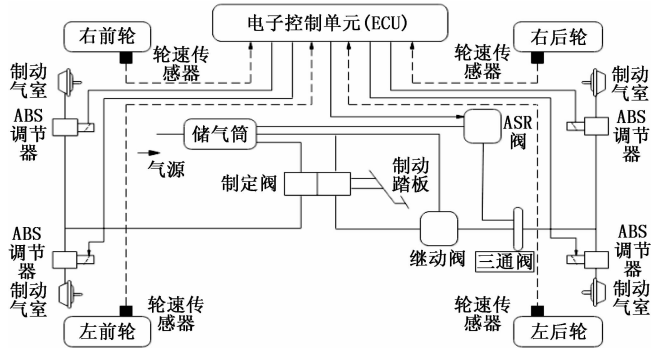 电子控制单元(ECU)
右前轮
右后轮
轮速传
感器
轮速传
感器
制动
气室
制动
气室
ABS
调节
器
ABS
调节
器
储气筒
ASR
阀
气源
制定阀
制动
踏板
ABS
调节
器
ABS
调节
器
继动阀
三通阀
制动
气室
制动
气室
轮速传
感器
轮速传
感器
左前轮
左后轮